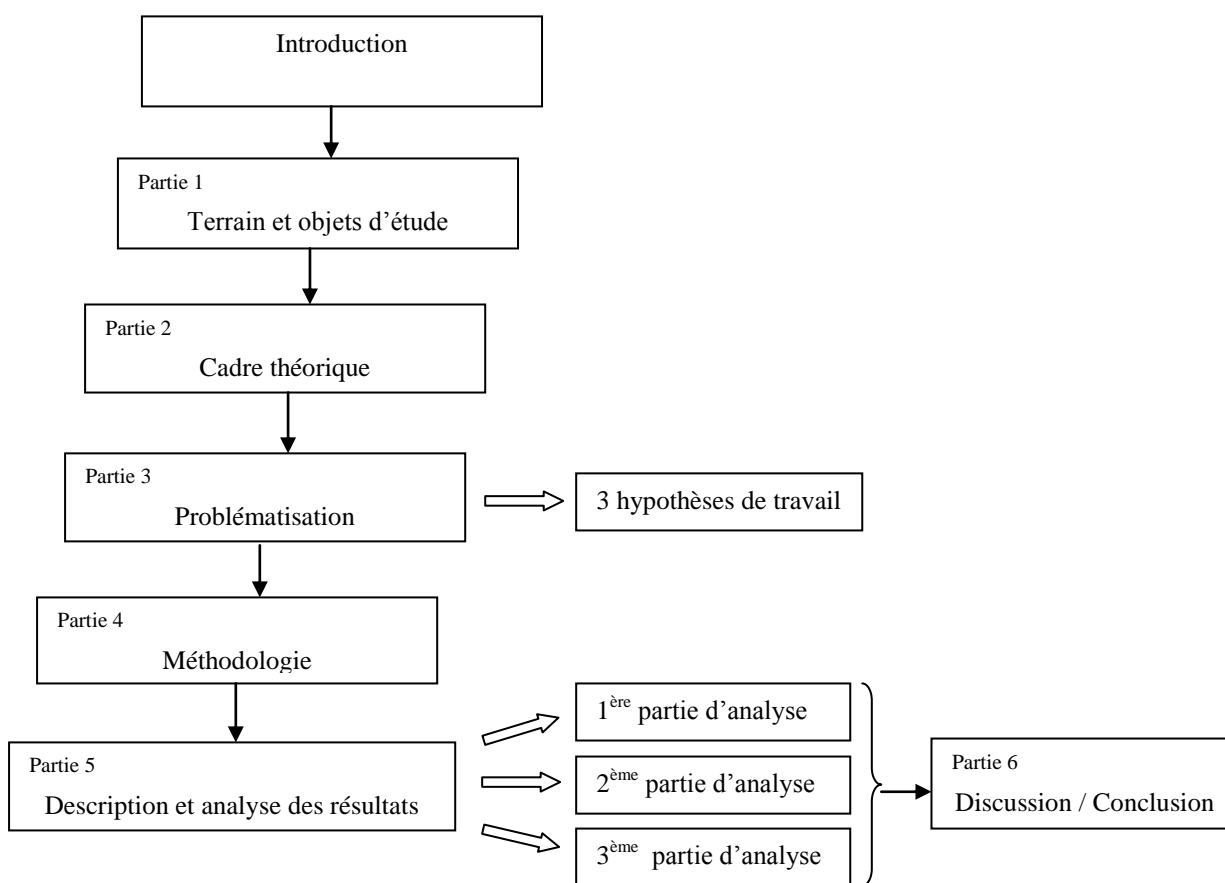 Introduction
Partie 1
Terrain et objets d’étude
Partie 2
Cadre théorique
Partie 3
Problématisation
3 hypothèses de travail
Partie 4
Méthodologie
Partie 5
Description et analyse des résultats
1ère partie d’analyse
2ème partie d’analyse
3ème partie d’analyse
Partie 6
Discussion / Conclusion